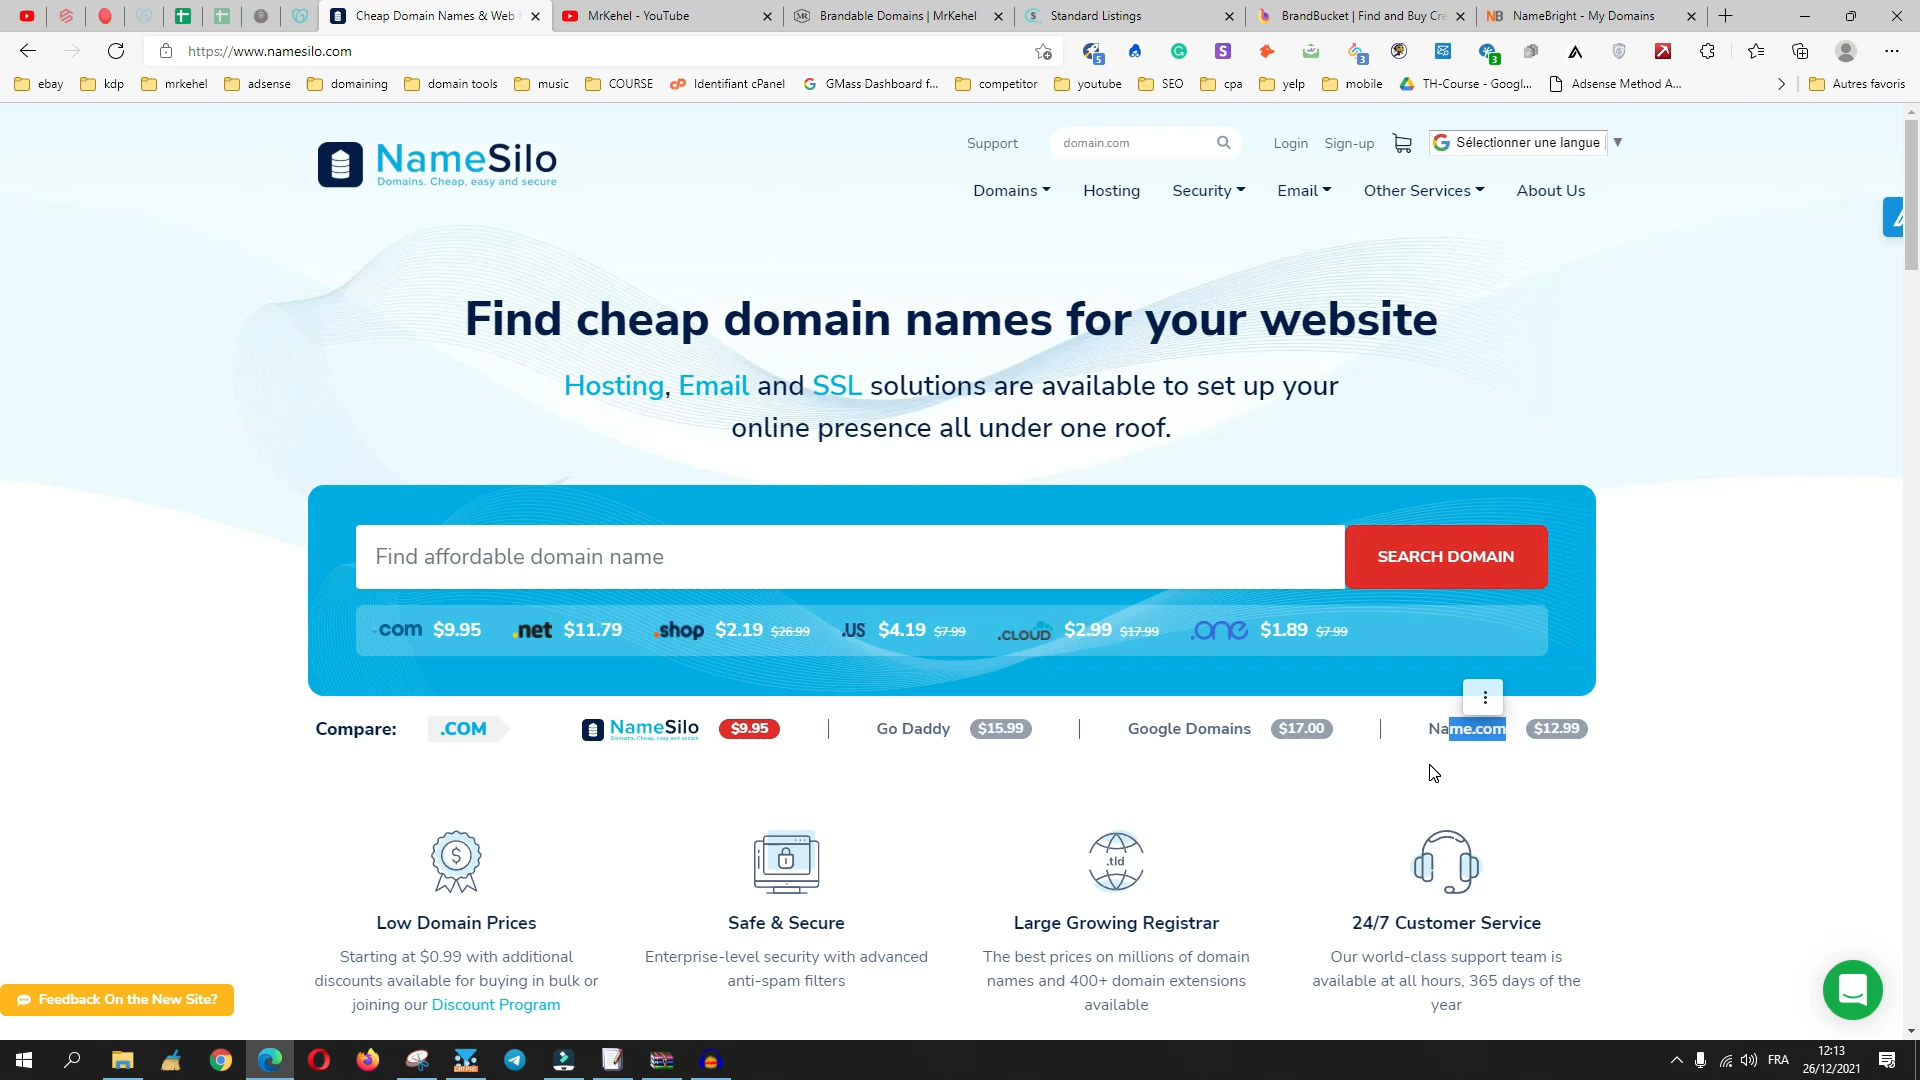 Cheap Domain Names & Web
MrKehel - YouTube
Brandable Domains | MrKehel
Standard Listings
BrandBucket | Find and Buy Cre
NB NameBright - My Domains
https://www.namesilo.com
5
3
3
ebay
kdp
mrkehel
adsense
domaining
domain tools
music
COURSE
Identifiant cPanel
GMass Dashboard f...
competitor
youtube
SEO
cpa
yelp
mobile
TH-Course - Googl...
Adsense Method A...
Autres favoris
NameSilo
Domains. Cheap, easy and secure
Support
domain.com
Login
Sign-up
Sélectionner une langue
Domains
Hosting
Security
Email
Other Services
About Us
Find cheap domain names for your website
Hosting, Email and SSL solutions are available to set up your
online presence all under one roof.
Find affordable domain name
SEARCH DOMAIN
.com $9.95
.net $11.79
.shop $2.19 $26.99
.US $4.19 $7.99
.CLOUD $2.99 $17.99
.one $1.89 $7.99
Compare:
.COM
NameSilo
Domains. Cheap, easy and secure
$9.95
Go Daddy $15.99
Google Domains $17.00
Name.com $12.99
$
.tld
Low Domain Prices
Starting at $0.99 with additional
discounts available for buying in bulk or
joining our Discount Program
Safe & Secure
Enterprise-level security with advanced
anti-spam filters
Large Growing Registrar
The best prices on millions of domain
names and 400+ domain extensions
available
24/7 Customer Service
Our world-class support team is
available at all hours, 365 days of the
year
Feedback On the New Site?
FRA
12:13
26/12/2021